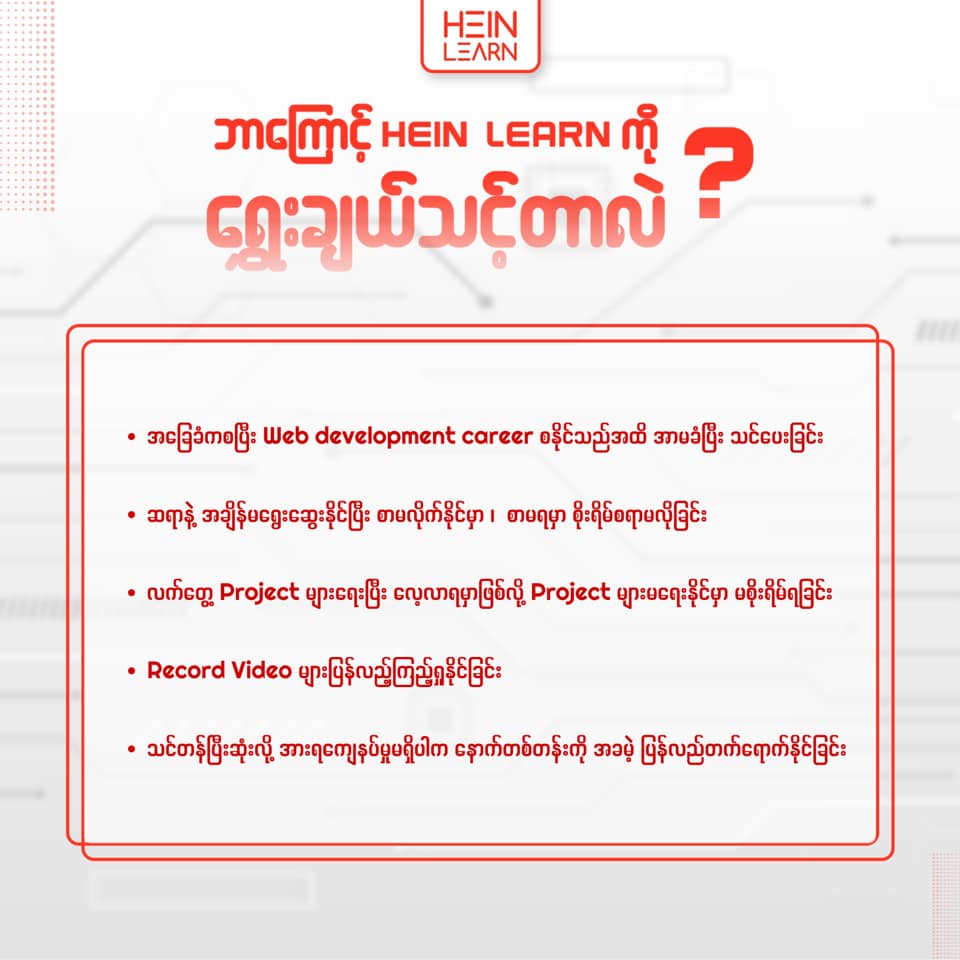 HEIN
LEARN
ဘာကြောင့် HEIN LEARN ကို
ရွေးချယ်သင့်တာလဲ ?
• အခြေခံကစပြီး Web development career စနိုင်သည်အထိ အာမခံပြီး သင်ပေးခြင်း
• ဆရာနဲ့ အချိန်မရွေးဆွေးနွေးနိုင်ပြီး စာမလိုက်နိုင်မှာ ၊ စာမရမှာ စိုးရိမ်စရာမလိုခြင်း
• လက်တွေ့ Project များရေးပြီး လေ့လာရမှာဖြစ်လို့ Project များမရေးနိုင်မှာ မစိုးရိမ်ရခြင်း
• Record Video များပြန်လည့်ကြည့်ရှုနိုင်ခြင်း
• သင်တန်ပြီးဆုံးလို့ အားရကျေနပ်မှုမရှိပါက နောက်တစ်တန်းကို အခမဲ့ ပြန်လည်တက်ရောက်နိုင်ခြင်း